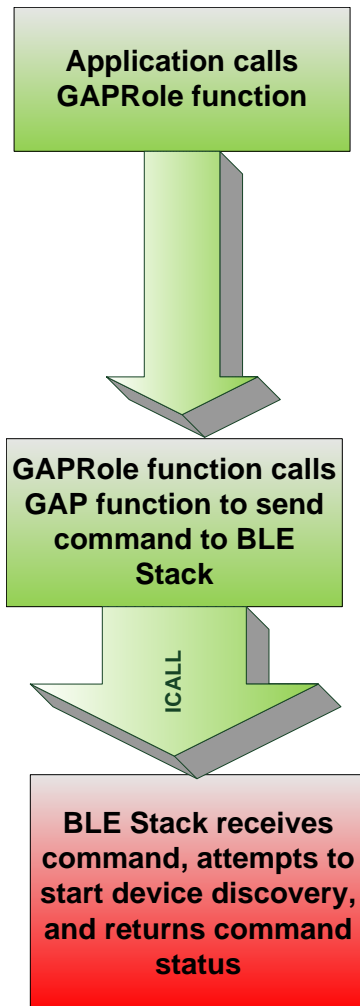 Application calls
GAPRole function
GAPRole function calls
GAP function to send
command to BLE
Stack
ICALL
BLE Stack receives
command, attempts to
start device discovery,
and returns command
status